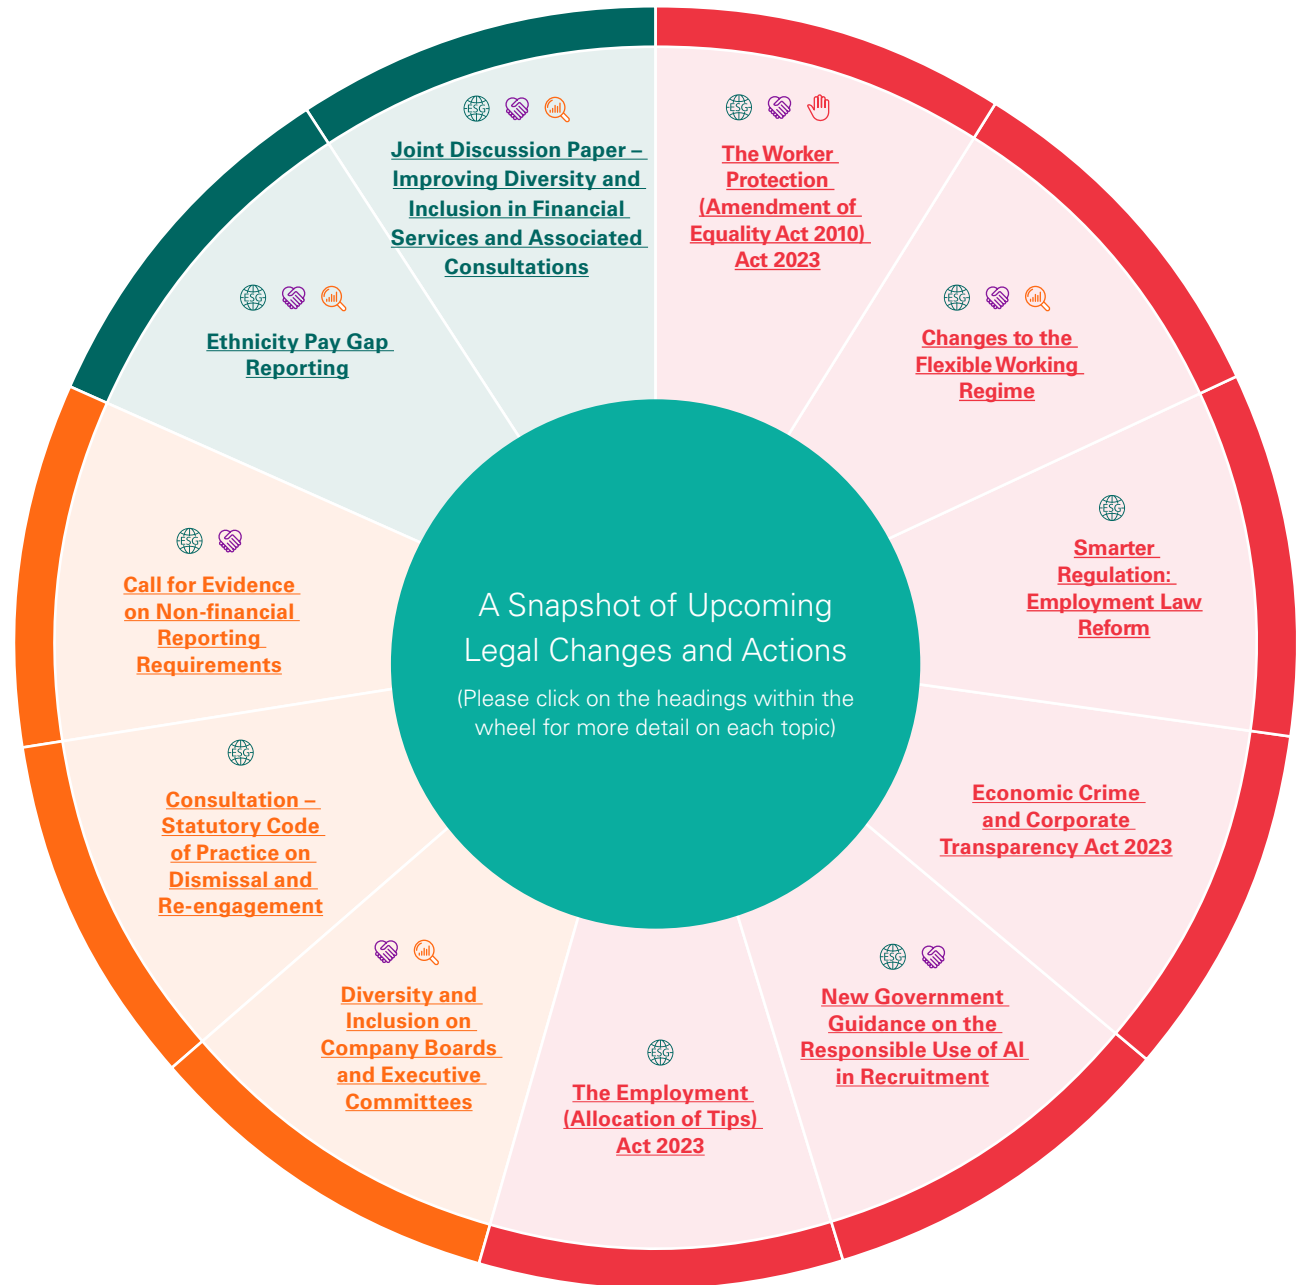 ESG
Joint Discussion Paper –
Improving Diversity and
Inclusion in Financial
Services and Associated
Consultations
ESG
The Worker
Protection
(Amendment of
Equality Act 2010)
Act 2023
ESG
Changes to the
Flexible Working
Regime
ESG
Smarter
Regulation:
Employment Law
Reform
Economic Crime
and Corporate
Transparency Act 2023
ESG
New Government
Guidance on the
Responsible Use of AI
in Recruitment
ESG
The Employment
(Allocation of Tips)
Act 2023
Diversity and
Inclusion on
Company Boards
and Executive
Committees
ESG
Consultation –
Statutory Code
of Practice on
Dismissal and
Re-engagement
ESG
Call for Evidence
on Non-financial
Reporting
Requirements
ESG
Ethnicity Pay Gap
Reporting
A Snapshot of Upcoming
Legal Changes and Actions
(Please click on the headings within the
wheel for more detail on each topic)